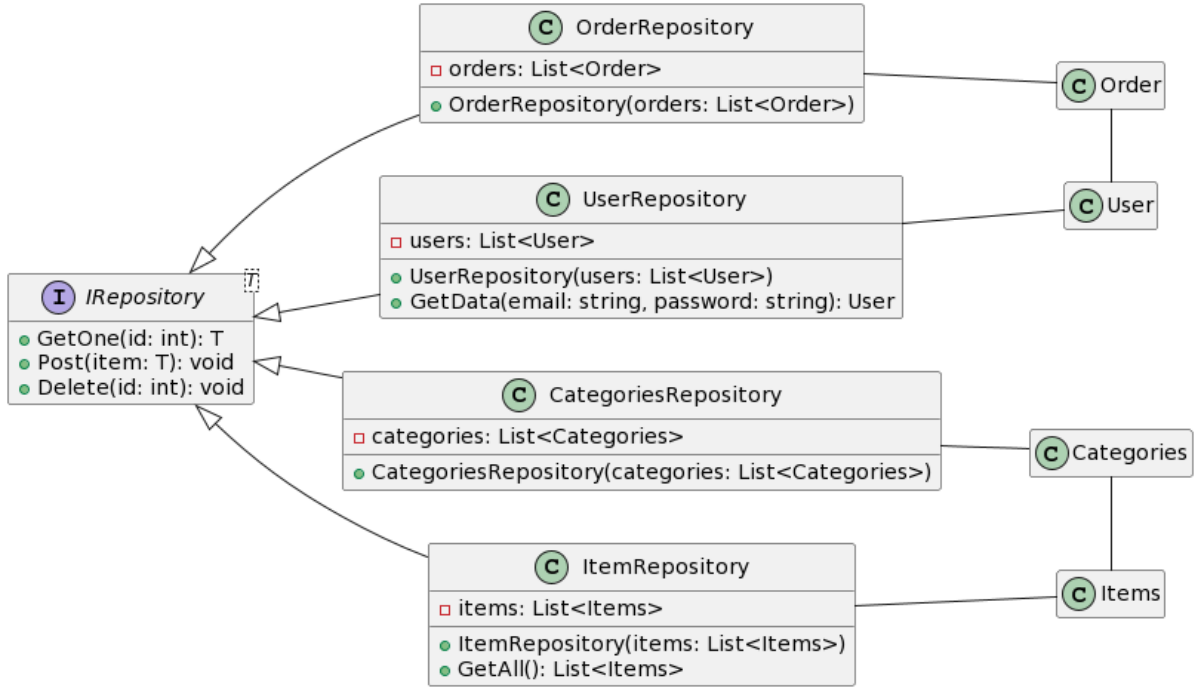 C OrderRepository
orders: List<Order>
OrderRepository(orders: List<Order>)
C Order
C UserRepository
users: List<User>
UserRepository(users: List<User>)
GetData(email: string, password: string): User
C User
I IRepository
T
GetOne(id: int): T
Post(item: T): void
Delete(id: int): void
C CategoriesRepository
categories: List<Categories>
CategoriesRepository(categories: List<Categories>)
C Categories
C ItemRepository
items: List<Items>
ItemRepository(items: List<Items>)
GetAll(): List<Items>
C Items